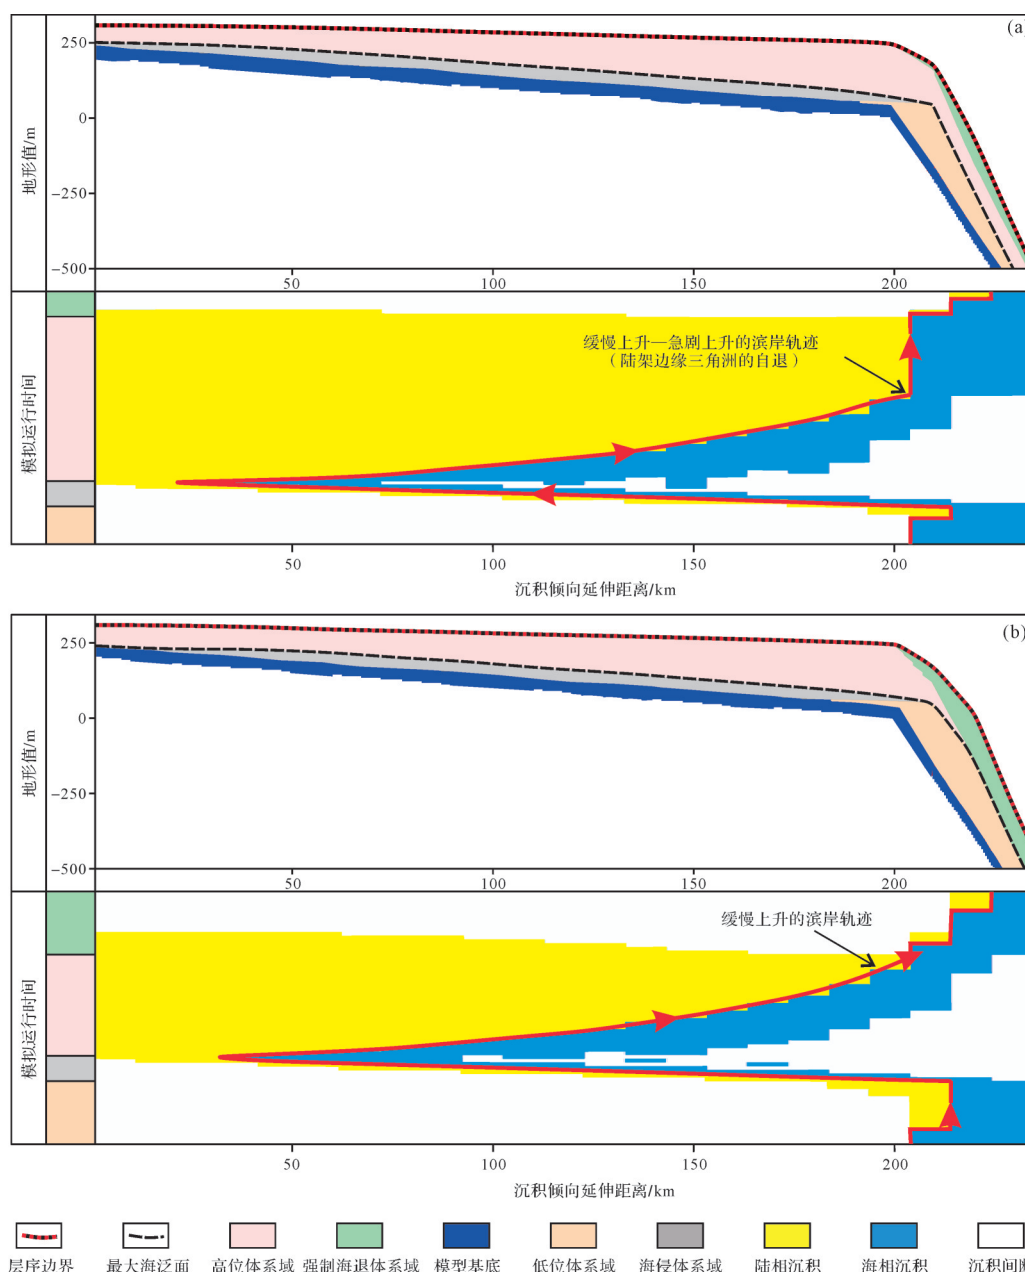 (a)
250
0
−250
−500
地形值/m
50
100
150
200
缓慢上升—急剧上升的滨岸轨迹
（陆架边缘三角洲的自退）
模拟运行时间
50
100
150
200
沉积倾向延伸距离/km
(b)
250
0
−250
−500
地形值/m
50
100
150
200
缓慢上升的滨岸轨迹
模拟运行时间
50
100
150
200
沉积倾向延伸距离/km
层序边界 最大海泛面 高位体系域 强制海退体系域 模型基底 低位体系域 海侵体系域 陆相沉积 海相沉积 沉积间断